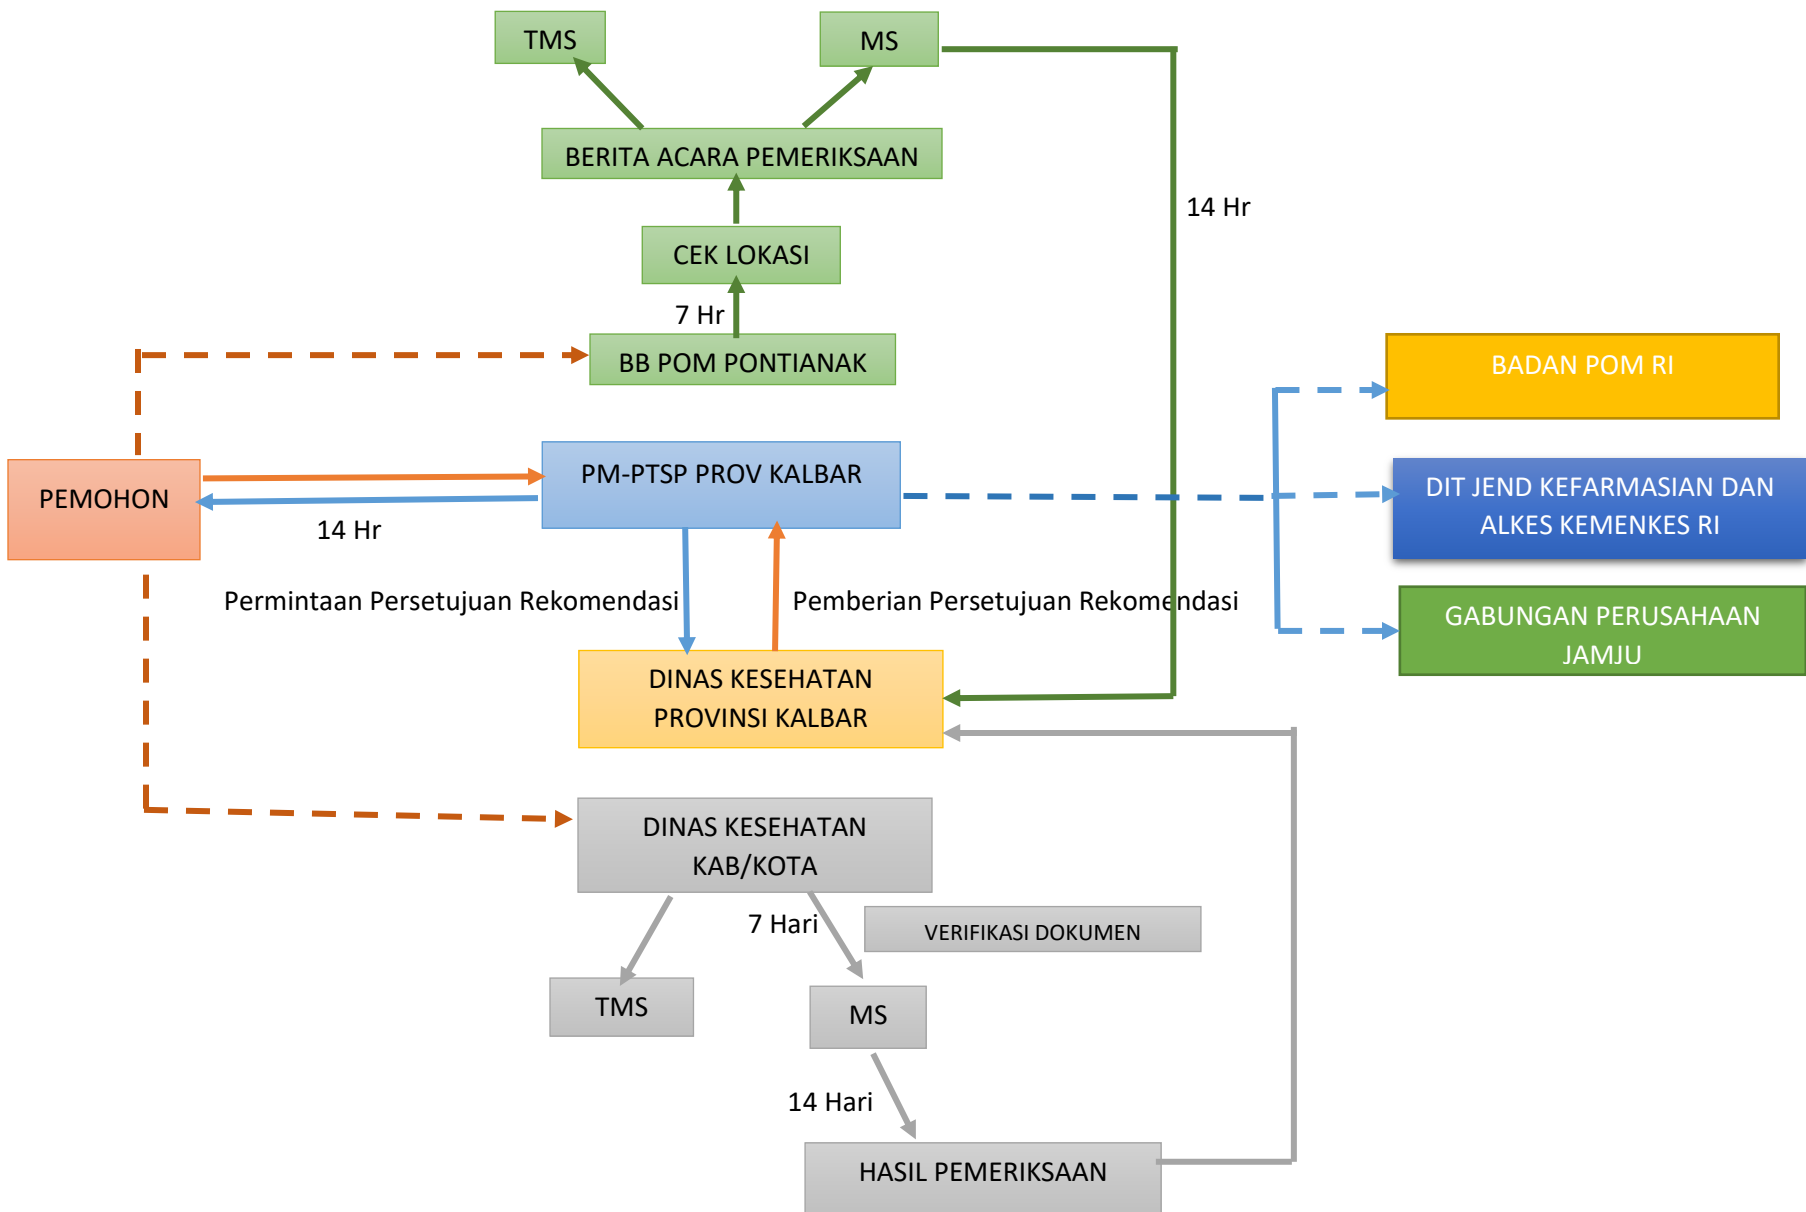 TMS
MS
BERITA ACARA PEMERIKSAAN
14 Hr
CEK LOKASI
7 Hr
BB POM PONTIANAK
BADAN POM RI
PEMOHON
PM-PTSP PROV KALBAR
DIT JEND KEFARMASIAN DAN
ALKES KEMENKES RI
14 Hr
Permintaan Persetujuan Rekomendasi
Pemberian Persetujuan Rekomendasi
GABUNGAN PERUSAHAAN
JAMJU
DINAS KESEHATAN
PROVINSI KALBAR
DINAS KESEHATAN
KAB/KOTA
7 Hari
VERIFIKASI DOKUMEN
TMS
MS
14 Hari
HASIL PEMERIKSAAN